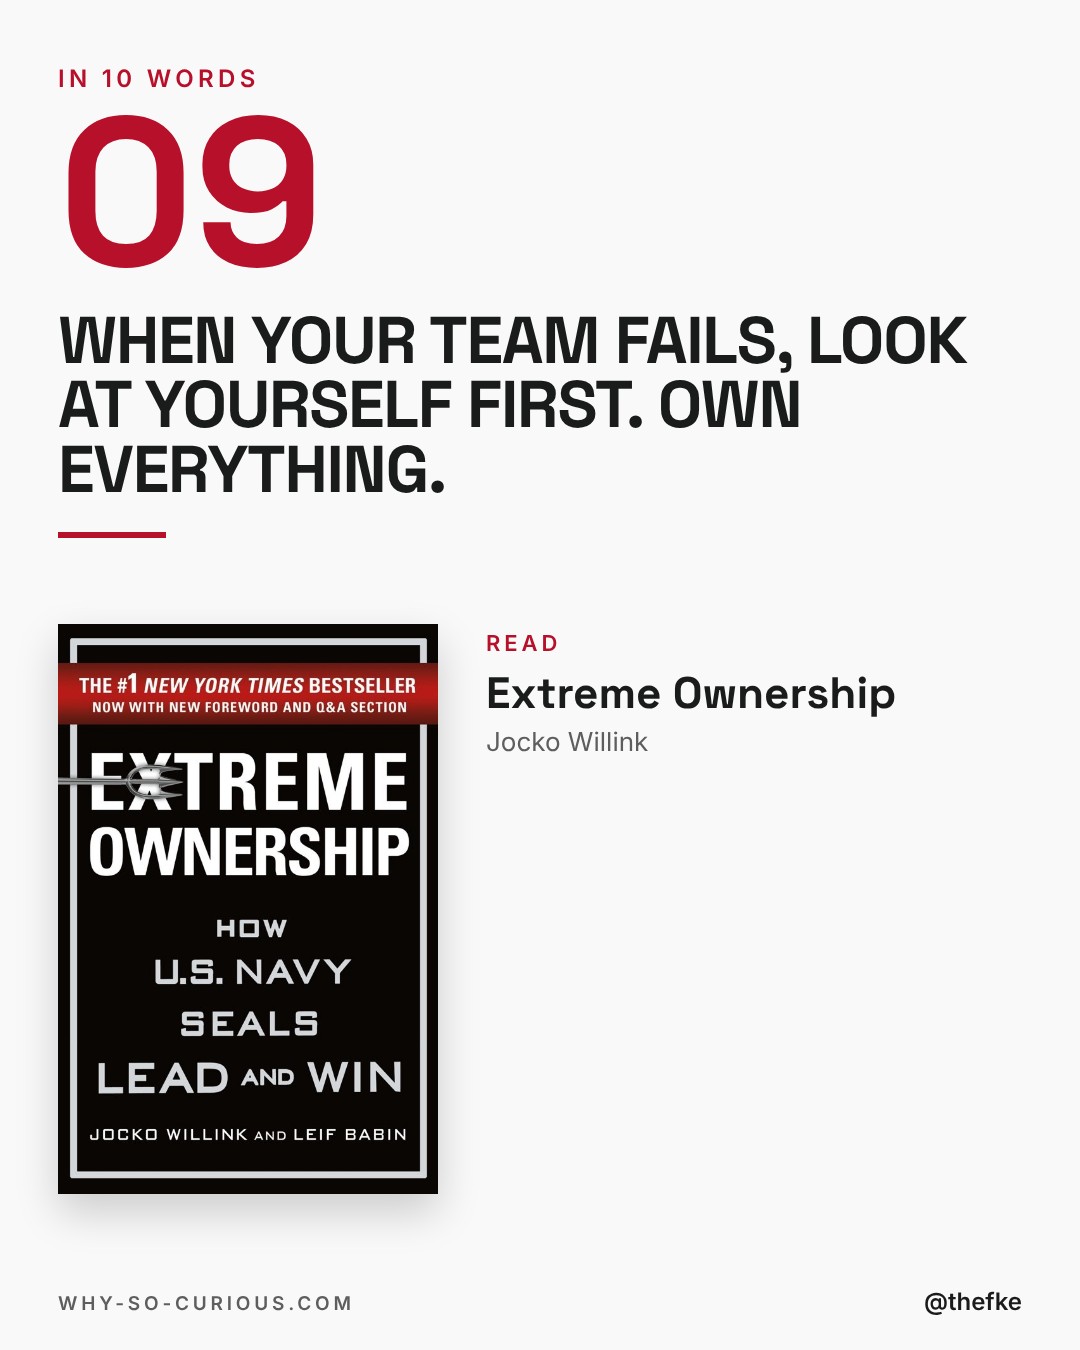 IN 10 WORDS
09
WHEN YOUR TEAM FAILS, LOOK
AT YOURSELF FIRST. OWN
EVERYTHING.
THE #1 NEW YORK TIMES BESTSELLER
NOW WITH NEW FOREWORD AND Q&A SECTION
EXTREME
OWNERSHIP
HOW
U.S. NAVY
SEALS
LEAD AND WIN
JOCKO WILLINK AND LEIF BABIN
READ
Extreme Ownership
Jocko Willink
WHY-SO-CURIOUS.COM
@thefke